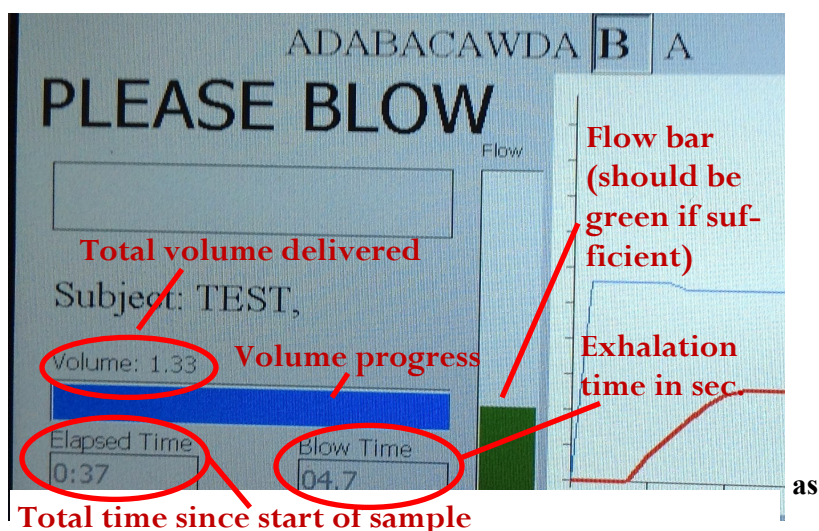 ADABACAWDA B A
PLEASE BLOW
Flow
Flow bar
(should be
green if suf-
ficient)
Total volume delivered
Subject: TEST,
Volume: 1.33
Volume progress
Exhalation
time in sec.
Elapsed Time
Blow Time
0:37
04.7
as
Total time since start of sample